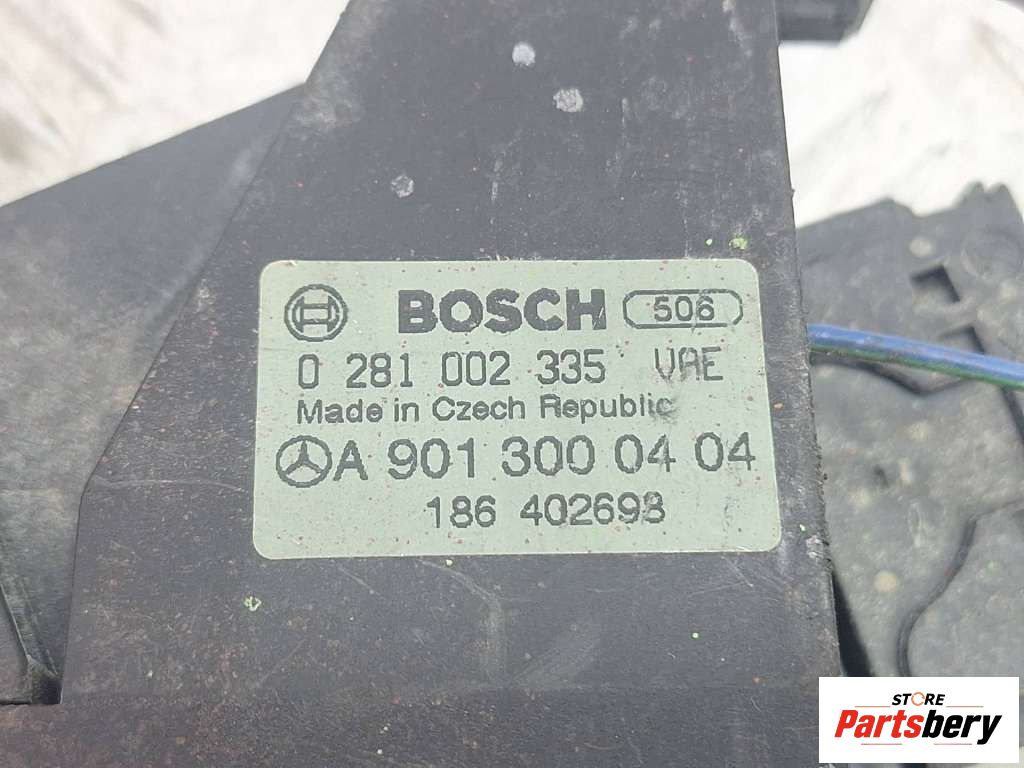 BOSCH 506
0 281 002 335 VAE
Made in Czech Republic
A 901 300 04 04
186 402698
STORE
Partsbery